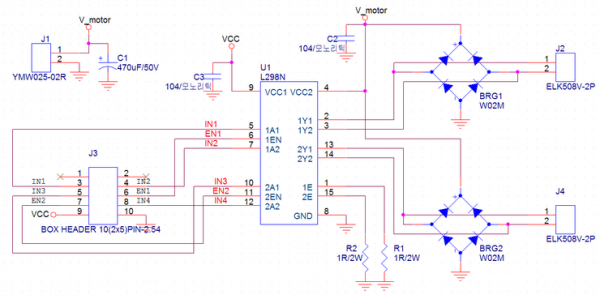 V_motor
J1
1
2
YMW025-02R
C1
470uF/50V
VCC
C3
104/모노리틱
C2
104/모노리틱
V_motor
U1
L298N
9
VCC1
VCC2
4
1Y1
2
1Y2
3
IN1
5
1A1
EN1
6
1EN
IN2
7
1A2
2Y1
13
2Y2
14
IN3
10
2A1
EN2
11
2EN
IN4
12
2A2
1E
1
2E
15
GND
8
J3
1
2
IN1
3
4
IN2
IN3
5
6
EN1
EN2
7
8
IN4
VCC
9
10
BOX HEADER 10(2x5)PIN-2.54
R2
1R/2W
R1
1R/2W
BRG1
W02M
J2
1
2
ELK508V-2P
BRG2
W02M
J4
1
2
ELK508V-2P